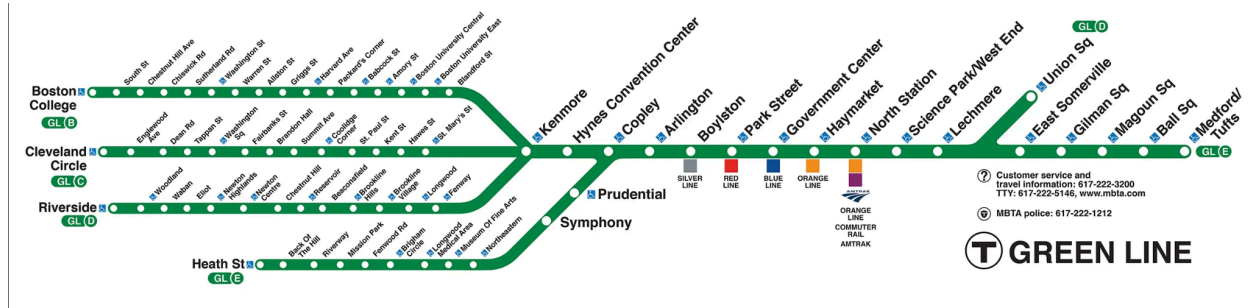 Boston
College
GL B
South St
Chestnut Hill Ave
Chiswick Rd
Sutherland Rd
Washington St
Warren St
Allston St
Griggs St
Harvard Ave
Packard's Corner
Babcock St
Amory St
Boston University Central
Boston University East
Blandford St
Cleveland
Circle
GL C
Englewood
Ave
Dean Rd
Tappan St
Washington
Sq
Fairbanks St
Brandon Hall
Summit Ave
Coolidge
Corner
St. Paul St
Kent St
Hawes St
St. Mary's St
Riverside
GL D
Woodland
Waban
Eliot
Newton
Highlands
Newton
Centre
Chestnut Hill
Reservoir
Beaconsfield
Brookline
Hills
Brookline
Village
Longwood
Fenway
Heath St
GL E
Back Of
The Hill
Riverway
Mission Park
Fenwood Rd
Brigham
Circle
Longwood
Medical Area
Museum Of Fine Arts
Northeastern
Symphony
Prudential
Kenmore
Hynes Convention Center
Copley
Arlington
Boylston
SILVER
LINE
Park Street
RED
LINE
Government Center
BLUE
LINE
Haymarket
ORANGE
LINE
North Station
AMTRAK
ORANGE
LINE
COMMUTER
RAIL
AMTRAK
Science Park/West End
Lechmere
GL D
Union Sq
East Somerville
Gilman Sq
Magoun Sq
Ball Sq
Medford/
Tufts
GL E
? Customer service and
travel information: 617-222-3200
TTY: 617-222-5146, www.mbta.com
MBTA police: 617-222-1212
T GREEN LINE